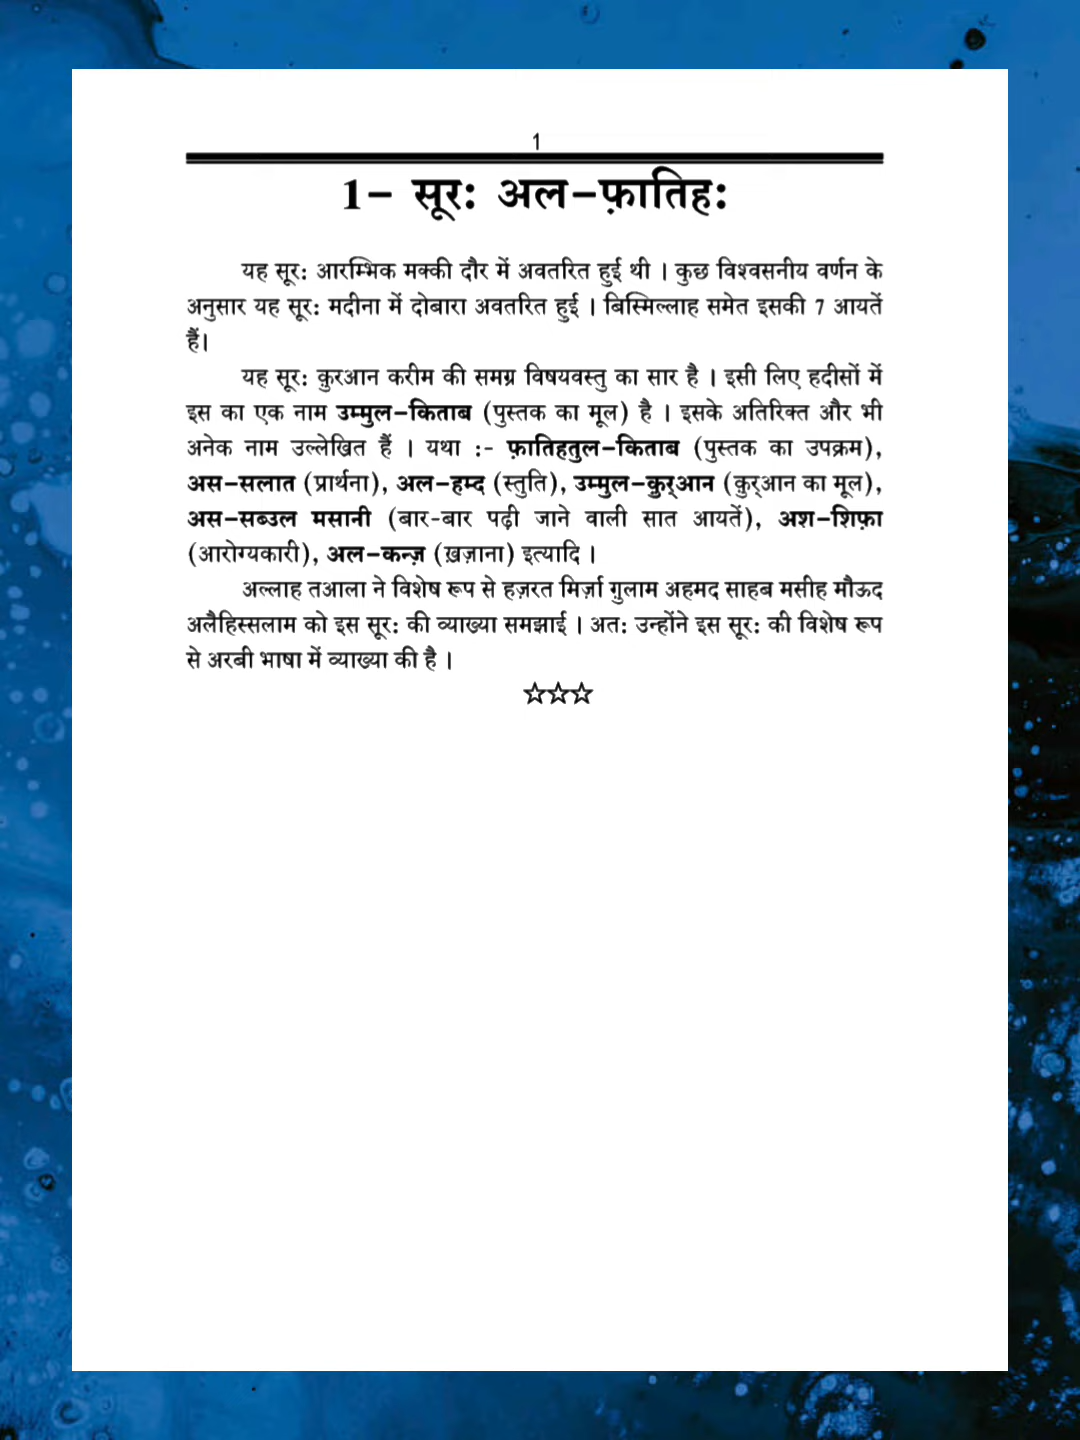 1
1– सूर: अल–फ़ातिह:
यह सूर: आरम्भिक मक्की दौर में अवतरित हुई थी । कुछ विश्वसनीय वर्णन के
अनुसार यह सूर: मदीना में दोबारा अवतरित हुई । बिस्मिल्लाह समेत इसकी 7 आयतें
हैं।
यह सूर: क़ुरआन करीम की समग्र विषयवस्तु का सार है । इसी लिए हदीसों में
इस का एक नाम उम्मुल–किताब (पुस्तक का मूल) है । इसके अतिरिक्त और भी
अनेक नाम उल्लेखित हैं । यथा :- फ़ातिहतुल–किताब (पुस्तक का उपक्रम),
अस–सलात (प्रार्थना), अल–हम्द (स्तुति), उम्मुल–क़ुर्आन (क़ुर्आन का मूल),
अस–सब्उल मसानी (बार-बार पढ़ी जाने वाली सात आयतें), अश–शिफ़ा
(आरोग्यकारी), अल–कन्ज़ (ख़ज़ाना) इत्यादि ।
अल्लाह तआला ने विशेष रूप से हज़रत मिर्ज़ा ग़ुलाम अहमद साहब मसीह मौऊद
अलैहिस्सलाम को इस सूर: की व्याख्या समझाई । अत: उन्होंने इस सूर: की विशेष रूप
से अरबी भाषा में व्याख्या की है ।
☆☆☆